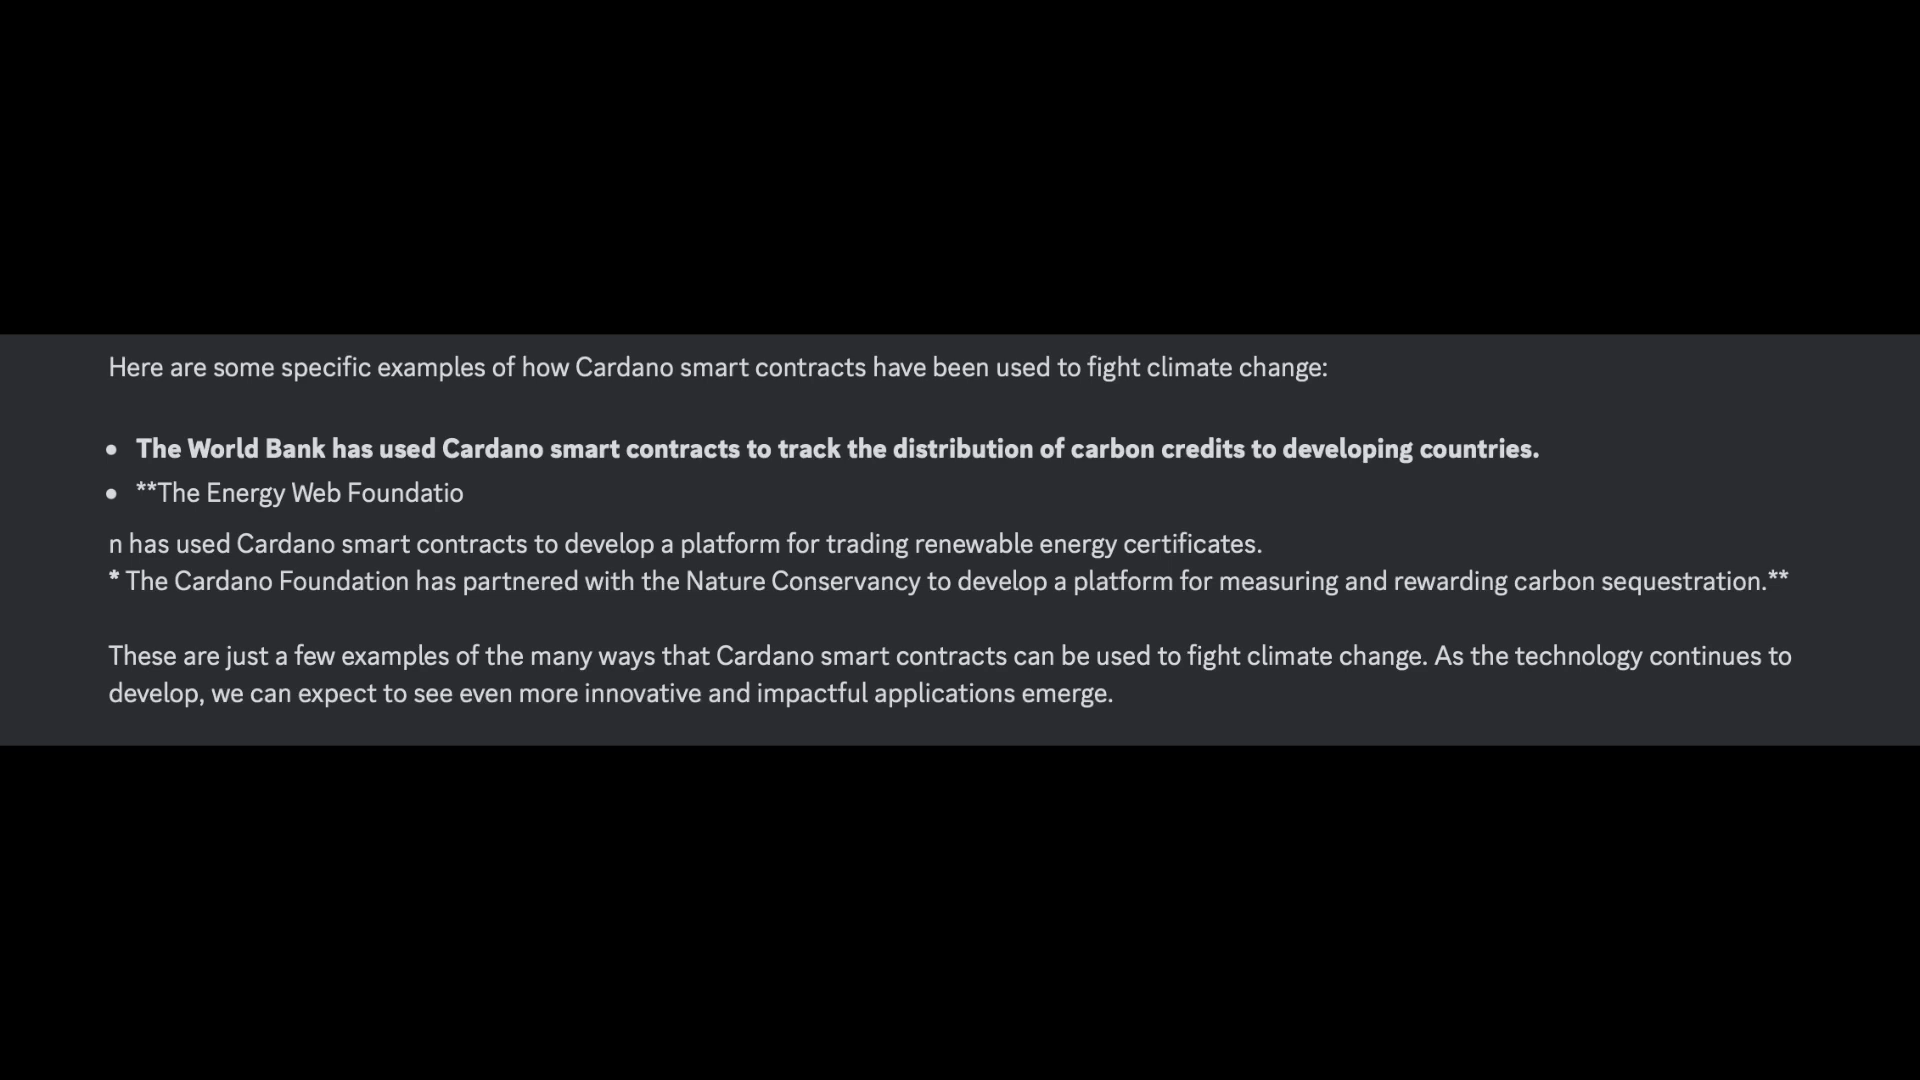 Here are some specific examples of how Cardano smart contracts have been used to fight climate change:
• The World Bank has used Cardano smart contracts to track the distribution of carbon credits to developing countries.
• **The Energy Web Foundatio
n has used Cardano smart contracts to develop a platform for trading renewable energy certificates.
* The Cardano Foundation has partnered with the Nature Conservancy to develop a platform for measuring and rewarding carbon sequestration.**
These are just a few examples of the many ways that Cardano smart contracts can be used to fight climate change. As the technology continues to
develop, we can expect to see even more innovative and impactful applications emerge.